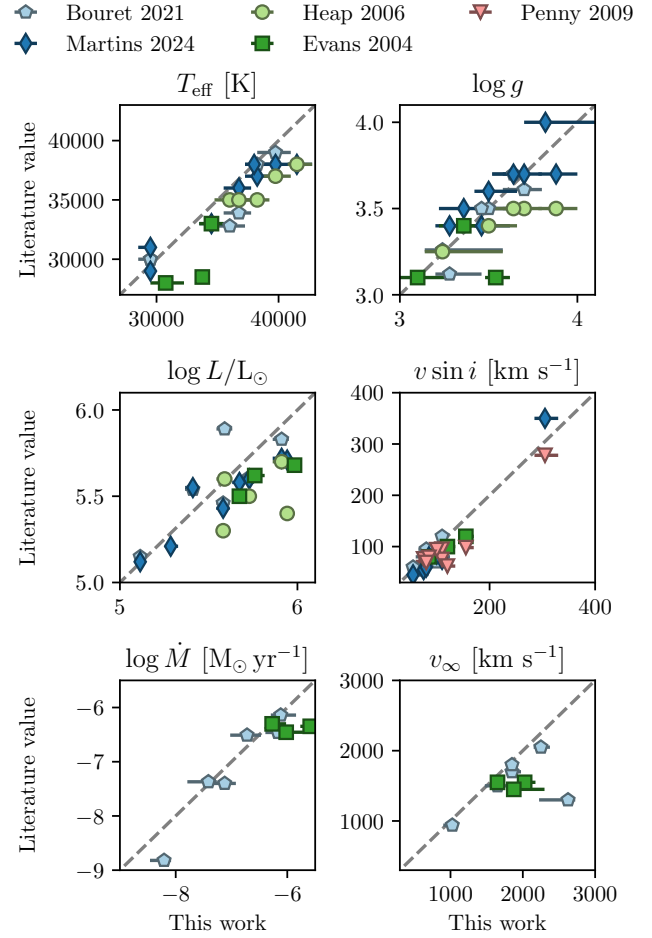 Bouret 2021 Heap 2006 Penny 2009
Martins 2024 Evans 2004
T_eff [K] log g
Literature value
40000
35000
30000
30000 40000
4.0
3.5
3.0
3 4
log L/L☉ v sin i [km s⁻¹]
Literature value
6.0
5.5
5.0
5 6
400
300
200
100
200 400
log Ṁ [M☉ yr⁻¹] v∞ [km s⁻¹]
Literature value
−6
−7
−8
−9
−8 −6
3000
2000
1000
1000 2000 3000
This work This work